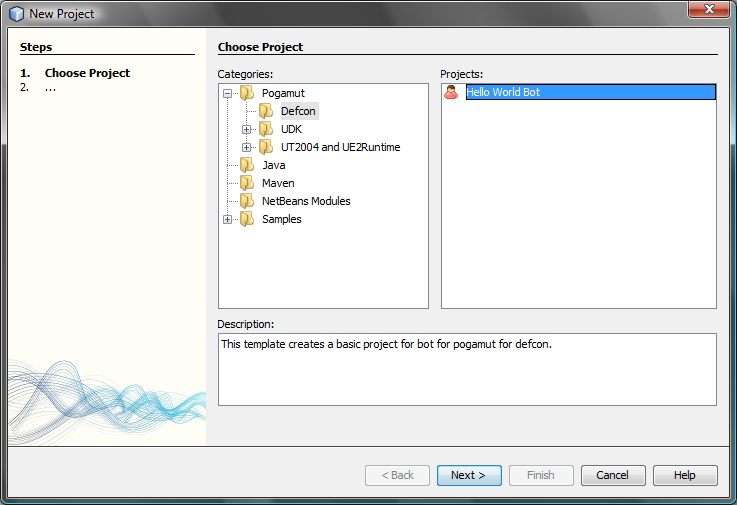 New Project
Steps
1. Choose Project
2. ...
Choose Project
Categories:
Pogamut
Defcon
UDK
UT2004 and UE2Runtime
Java
Maven
NetBeans Modules
Samples
Projects:
Hello World Bot
Description:
This template creates a basic project for bot for pogamut for defcon.
< Back
Next >
Finish
Cancel
Help